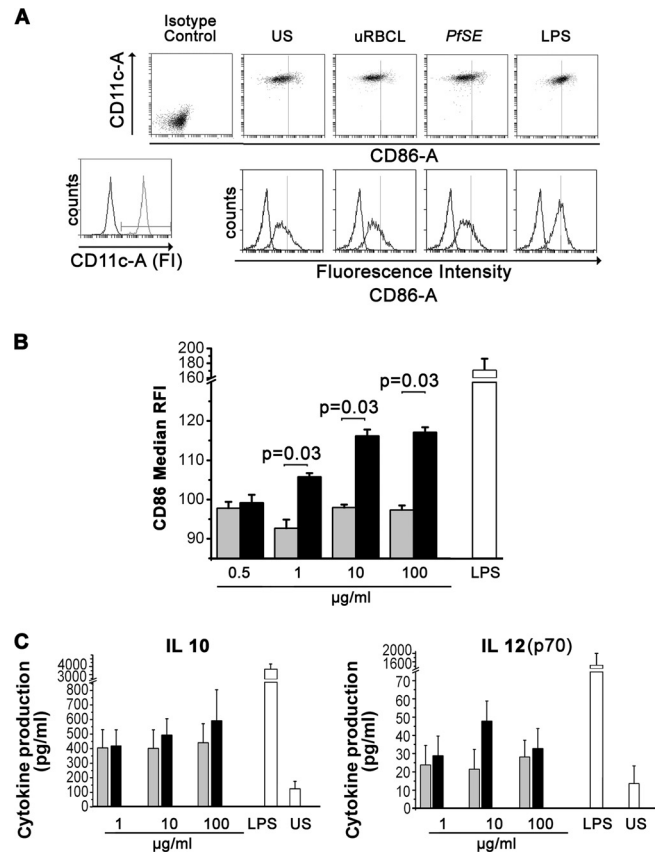 A
Isotype Control
US
uRBCL
PfSE
LPS
CD11c-A
CD86-A
counts
CD11c-A (FI)
counts
Fluorescence Intensity
CD86-A
B
CD86 Median RFI
200
180
160
120
110
100
90
p=0.03
p=0.03
p=0.03
0.5
1
10
100
LPS
µg/ml
C
IL 10
Cytokine production (pg/ml)
4000
3000
800
700
600
500
400
300
200
100
0
1
10
100
LPS
US
µg/ml
IL 12(p70)
Cytokine production (pg/ml)
2000
1600
70
60
50
40
30
20
10
0
1
10
100
LPS
US
µg/ml